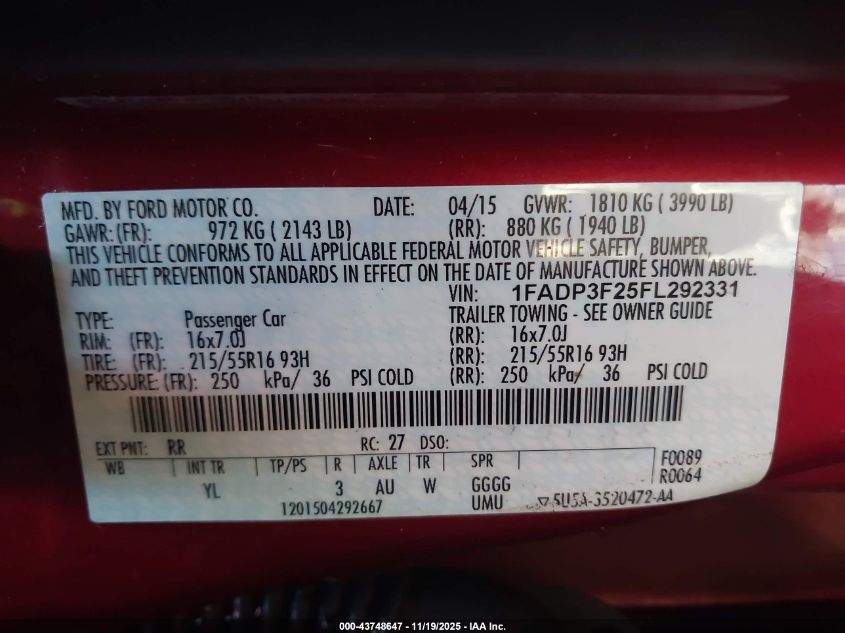 MFD. BY FORD MOTOR CO. DATE: 04/15 GVWR: 1810 KG ( 3990 LB)
GAWR: (FR): 972 KG ( 2143 LB) (RR): 880 KG ( 1940 LB)
THIS VEHICLE CONFORMS TO ALL APPLICABLE FEDERAL MOTOR VEHICLE SAFETY, BUMPER,
AND THEFT PREVENTION STANDARDS IN EFFECT ON THE DATE OF MANUFACTURE SHOWN ABOVE.
VIN: 1FADP3F25FL292331
TYPE: Passenger Car TRAILER TOWING - SEE OWNER GUIDE
RIM: (FR): 16x7.0J (RR): 16x7.0J
TIRE: (FR): 215/55R16 93H (RR): 215/55R16 93H
PRESSURE: (FR): 250 kPa/ 36 PSI COLD (RR): 250 kPa/ 36 PSI COLD
EXT PNT: RR RC: 27 DSO:
WB INT TR TP/PS R AXLE TR SPR F0089
R0064
YL 3 AU W GGGG
1201504292667 UMU 5U5A-3520472-AA
000-43748647 - 11/19/2025 - IAA Inc.